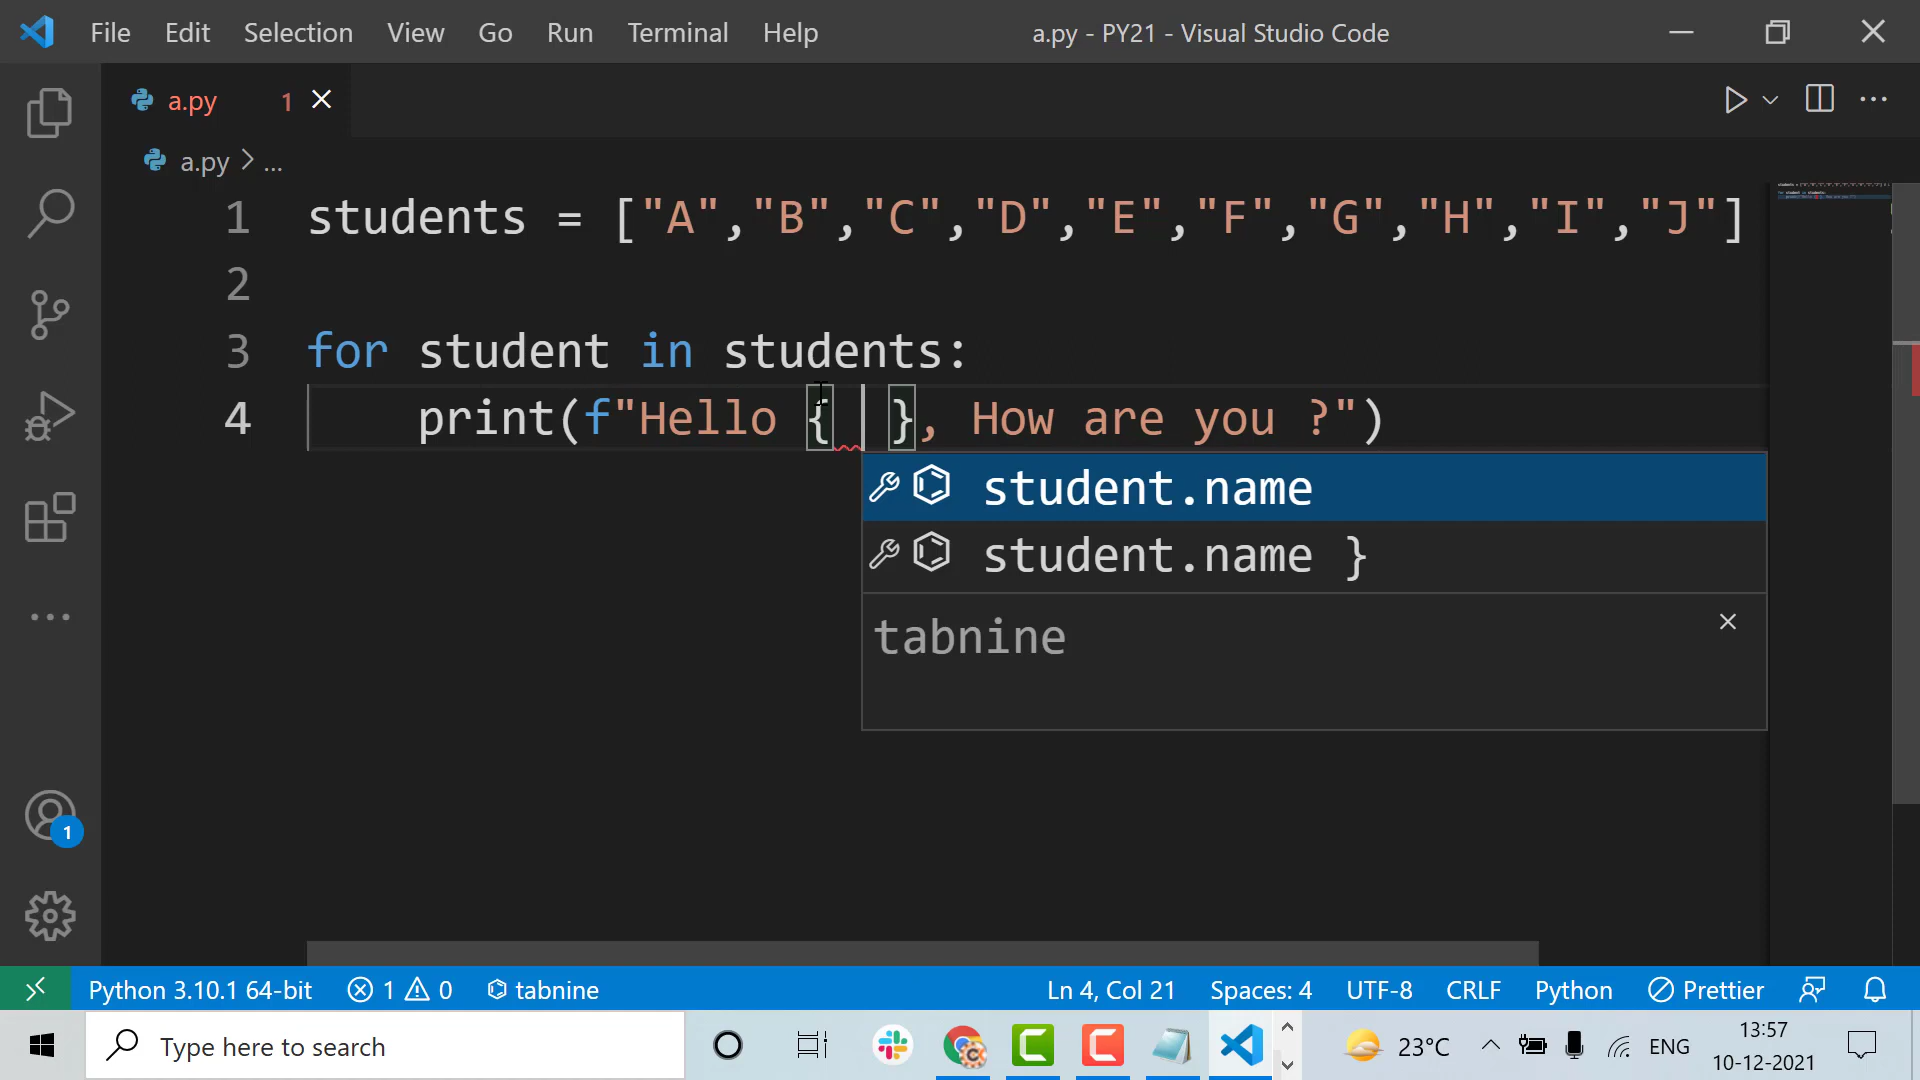 File Edit Selection View Go Run Terminal Help a.py - PY21 - Visual Studio Code
a.py 1
a.py > ...
1 students = ["A","B","C","D","E","F","G","H","I","J"]
2
3 for student in students:
4 print(f"Hello {  }, How are you ?")
student.name
student.name }
tabnine
1
Python 3.10.1 64-bit 1 0 tabnine Ln 4, Col 21 Spaces: 4 UTF-8 CRLF Python Prettier
Type here to search 23°C ENG 13:57
10-12-2021